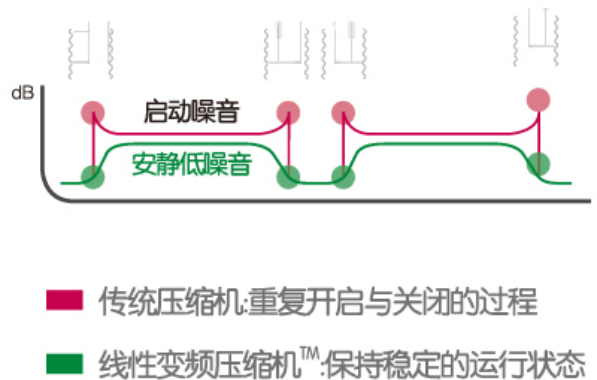 dB
启动噪音
安静低噪音
传统压缩机:重复开启与关闭的过程
线性变频压缩机™:保持稳定的运行状态